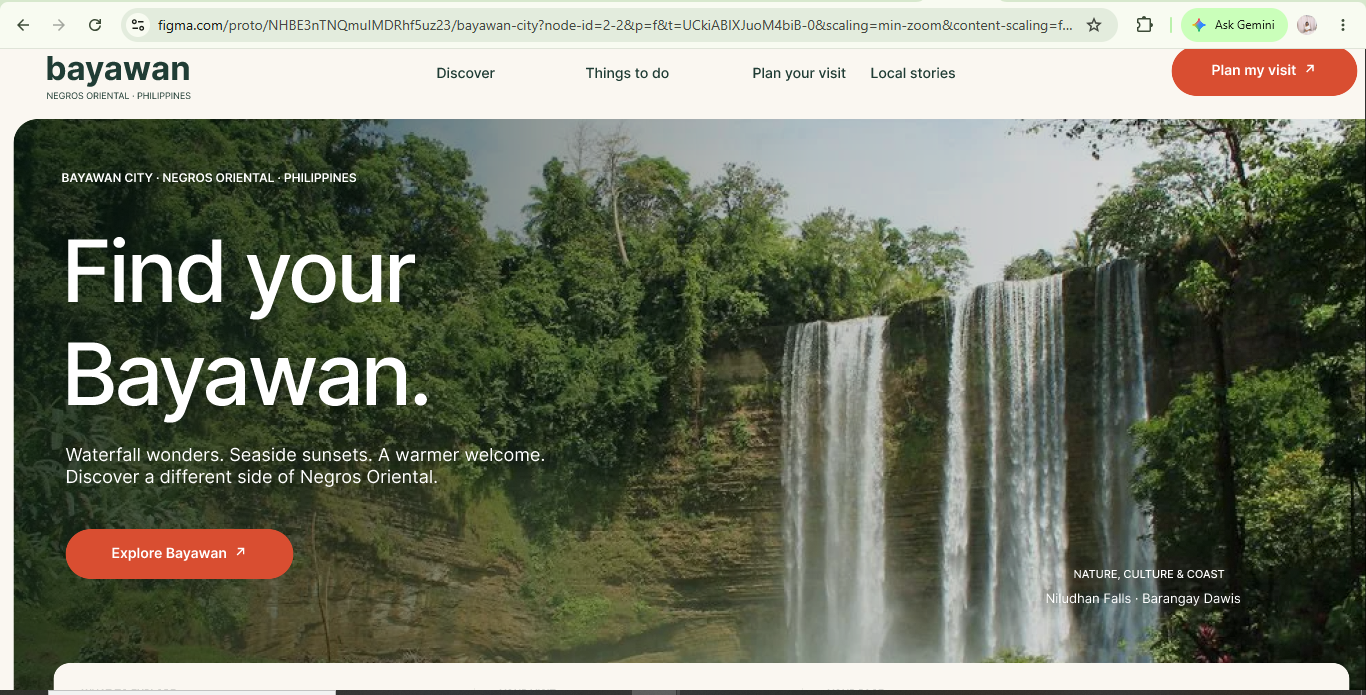 figma.com/proto/NHBE3nTNQmuIMDRhf5uz23/bayawan-city?node-id=2-2&p=f&t=UCkiABIXJuoM4biB-0&scaling=min-zoom&content-scaling=f...
Ask Gemini
bayawan
NEGROS ORIENTAL · PHILIPPINES
Discover
Things to do
Plan your visit
Local stories
Plan my visit ↗
BAYAWAN CITY · NEGROS ORIENTAL · PHILIPPINES
Find your
Bayawan.
Waterfall wonders. Seaside sunsets. A warmer welcome.
Discover a different side of Negros Oriental.
Explore Bayawan ↗
NATURE, CULTURE & COAST
Niludhan Falls · Barangay Dawis